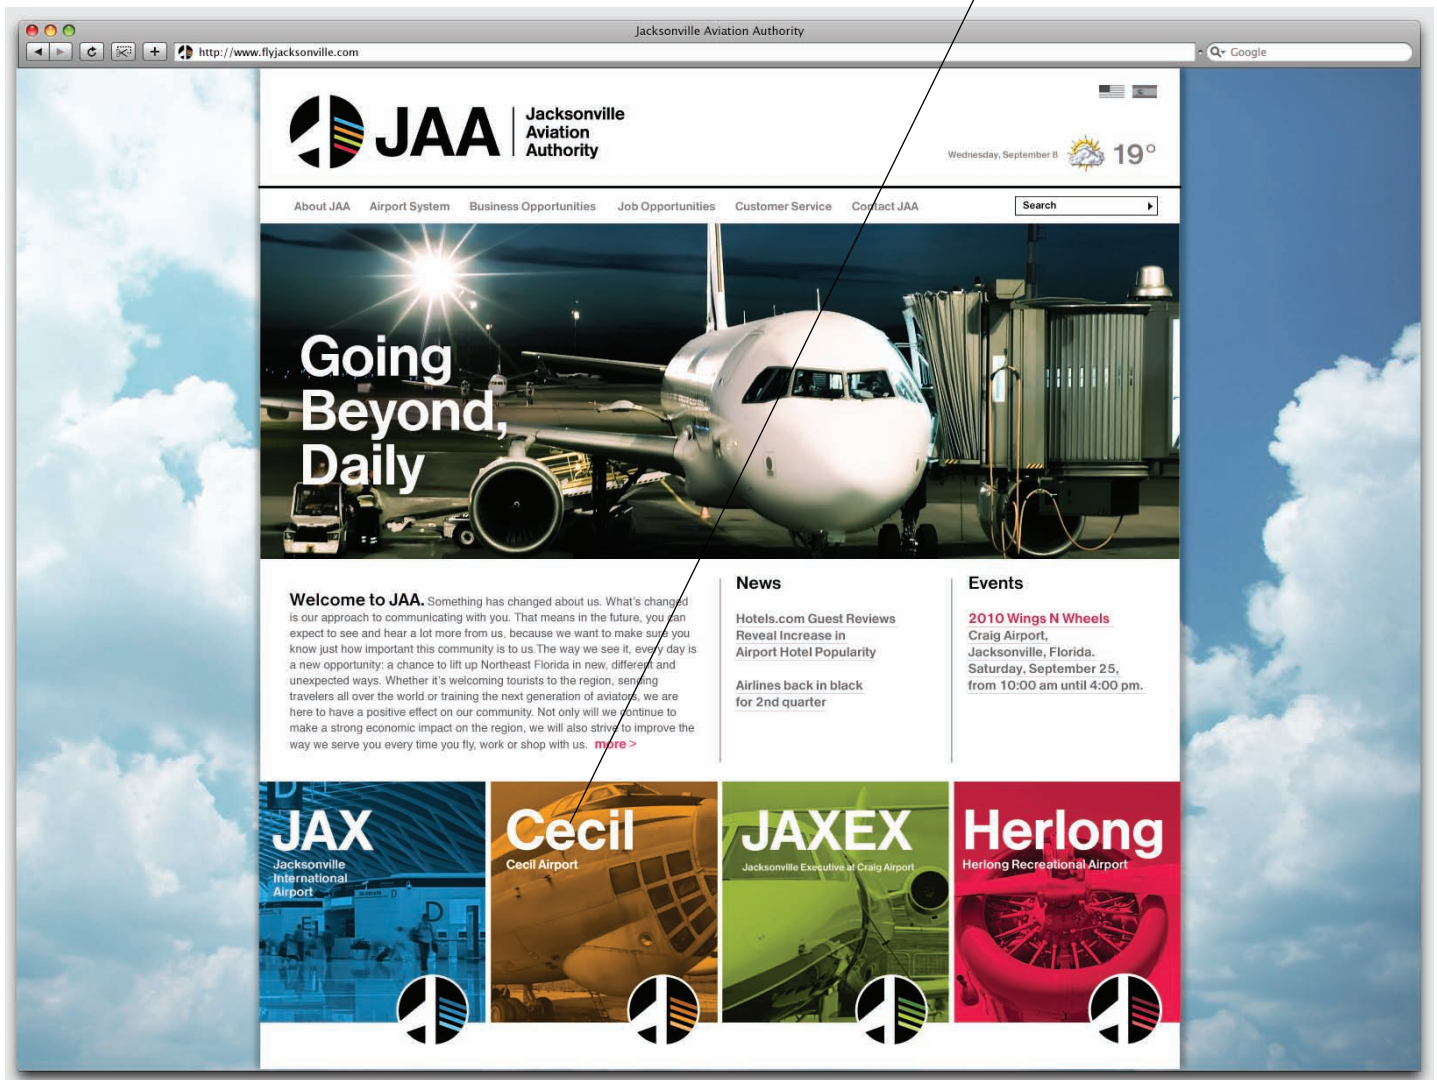 Jacksonville Aviation Authority
http://www.flyjacksonville.com
Google
JAA
Jacksonville
Aviation
Authority
Wednesday, September 8
19°
About JAA
Airport System
Business Opportunities
Job Opportunities
Customer Service
Contact JAA
Search
Going
Beyond,
Daily
Welcome to JAA. Something has changed about us. What's changed
is our approach to communicating with you. That means in the future, you can
expect to see and hear a lot more from us, because we want to make sure you
know just how important this community is to us.The way we see it, every day is
a new opportunity: a chance to lift up Northeast Florida in new, different and
unexpected ways. Whether it's welcoming tourists to the region, sending
travelers all over the world or training the next generation of aviators, we are
here to have a positive effect on our community. Not only will we continue to
make a strong economic impact on the region, we will also strive to improve the
way we serve you every time you fly, work or shop with us. more >
News
Hotels.com Guest Reviews
Reveal Increase in
Airport Hotel Popularity
Airlines back in black
for 2nd quarter
Events
2010 Wings N Wheels
Craig Airport,
Jacksonville, Florida.
Saturday, September 25,
from 10:00 am until 4:00 pm.
D
JAX
Jacksonville
International
Airport
D
D
E
Cecil
Cecil Airport
JAXEX
Jacksonville Executive at Craig Airport
Herlong
Herlong Recreational Airport